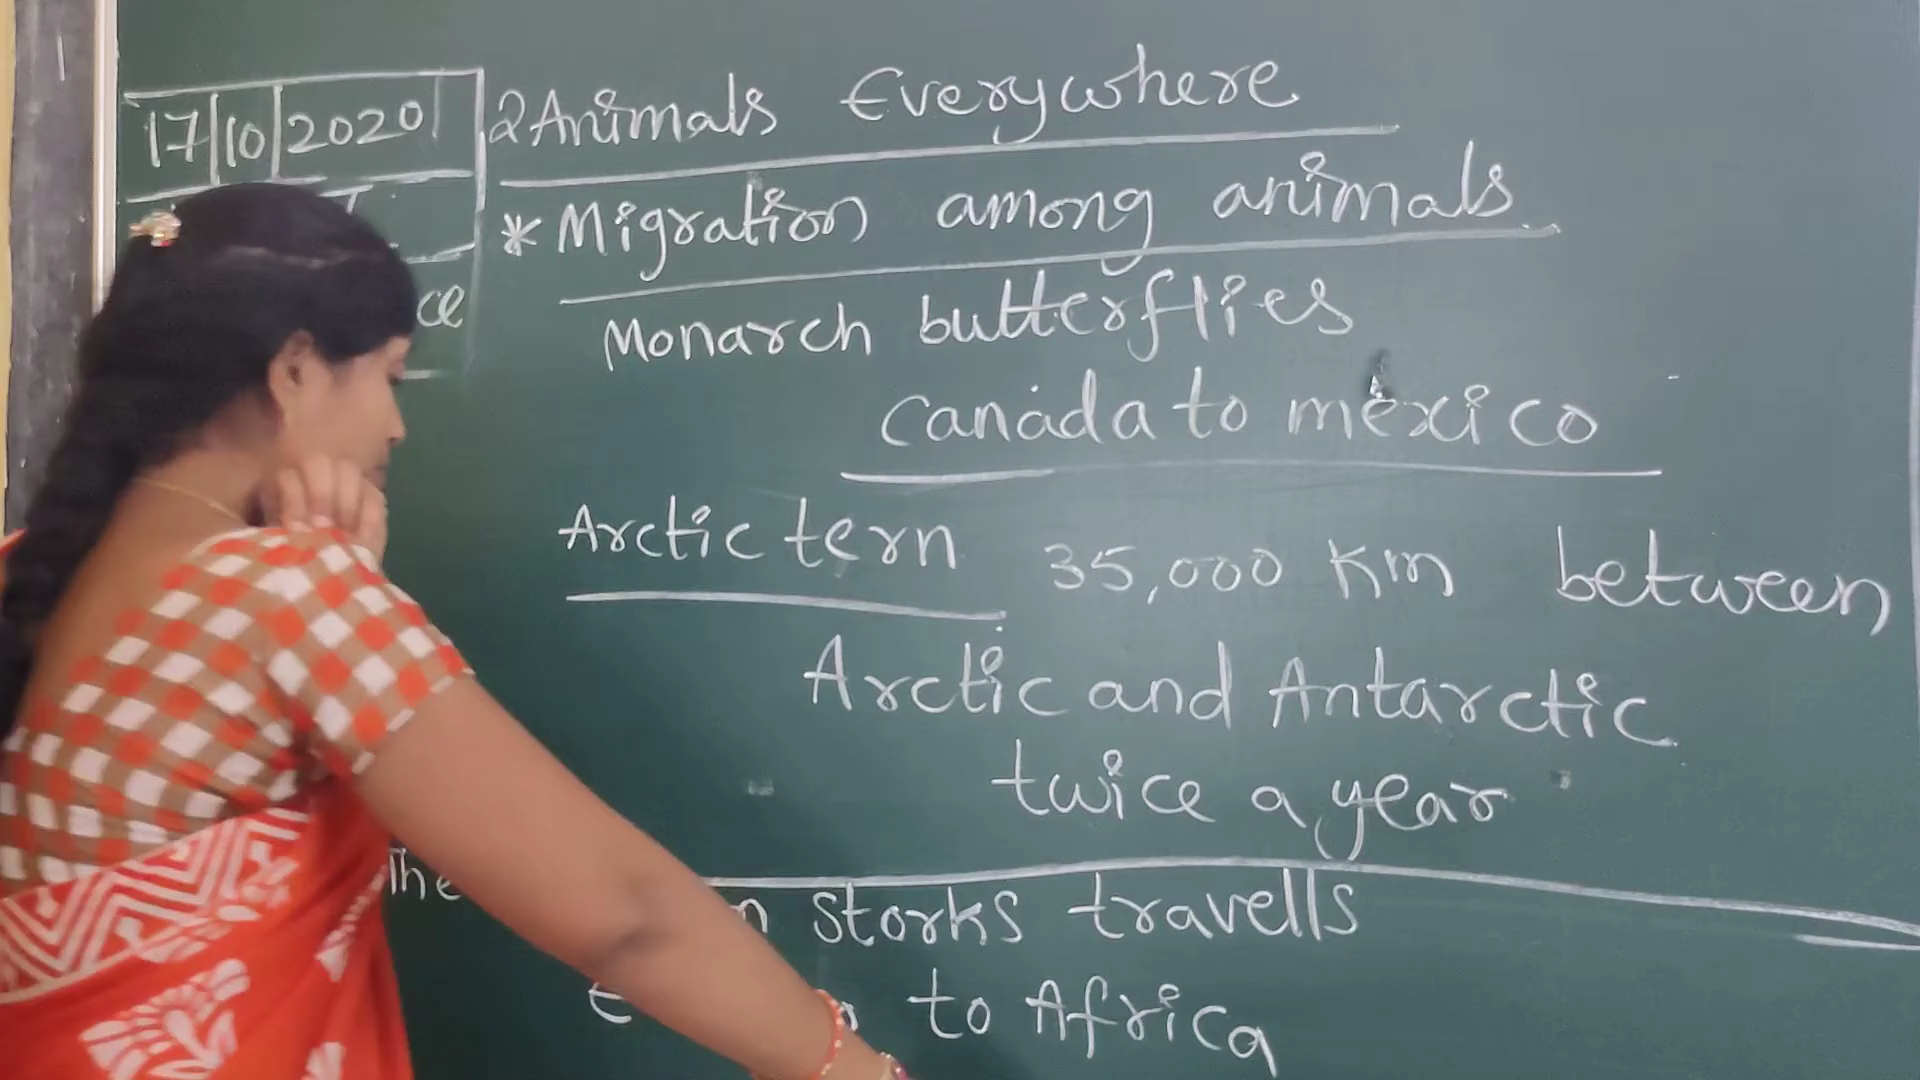 17/10/2020
2 Animals Everywhere
* Migration among animals
Monarch butterflies
canada to mexico
Arctic tern 35,000 Km between
Arctic and Antarctic
twice a year
The storks travells
to Africa